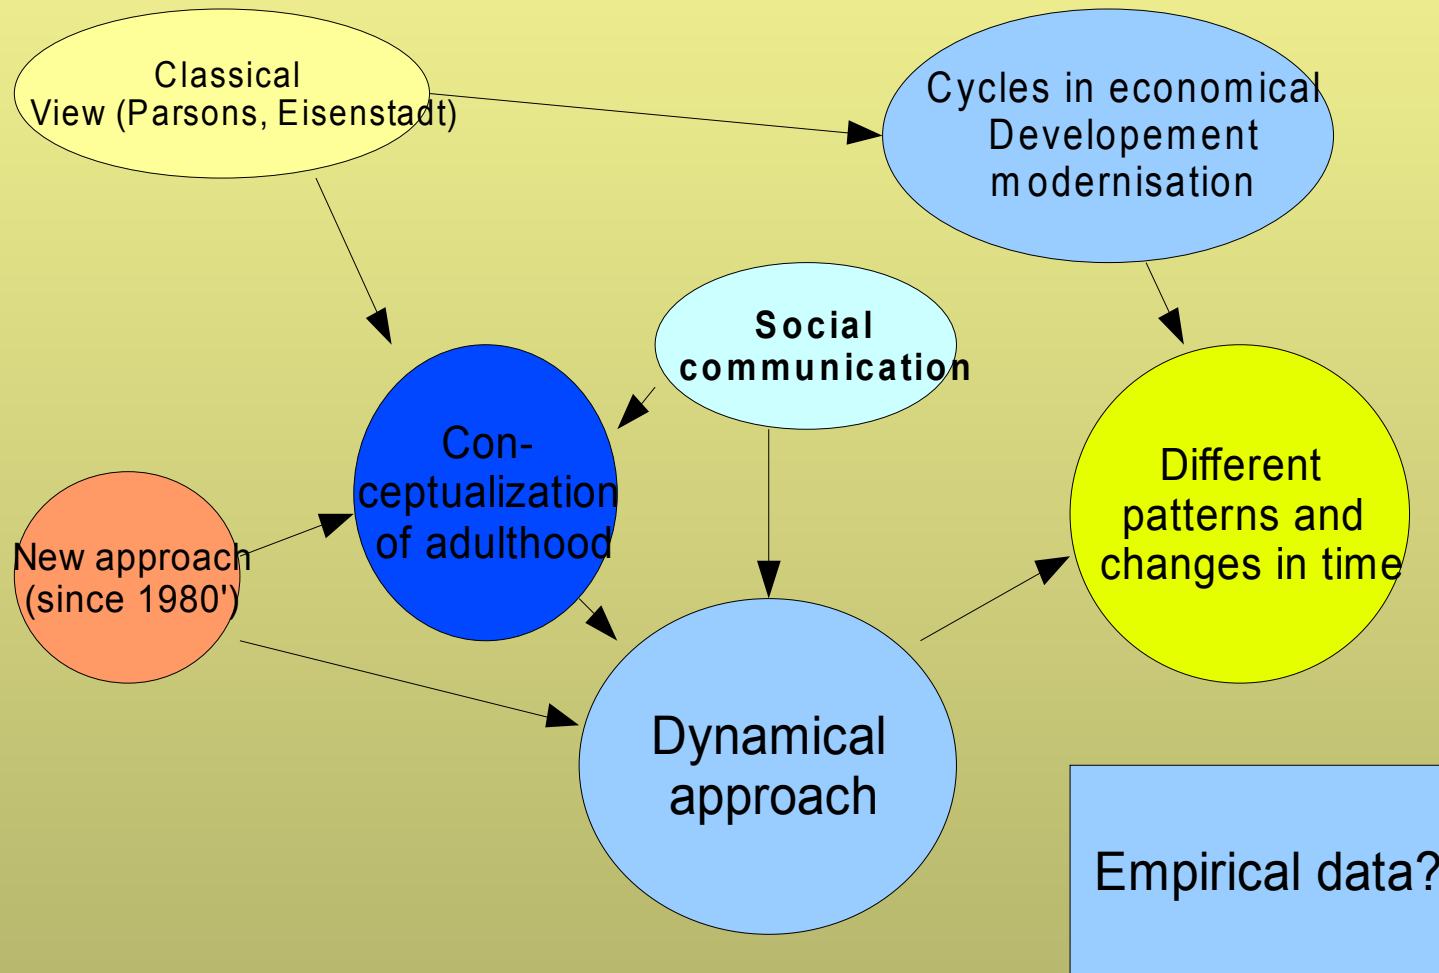 Classical
View (Parsons, Eisenstadt)
Cycles in economical
Developement
modernisation
Social
communication
Con-
ceptualization
of adulthood
Different
patterns and
changes in time
New approach
(since 1980')
Dynamical
approach
Empirical data?